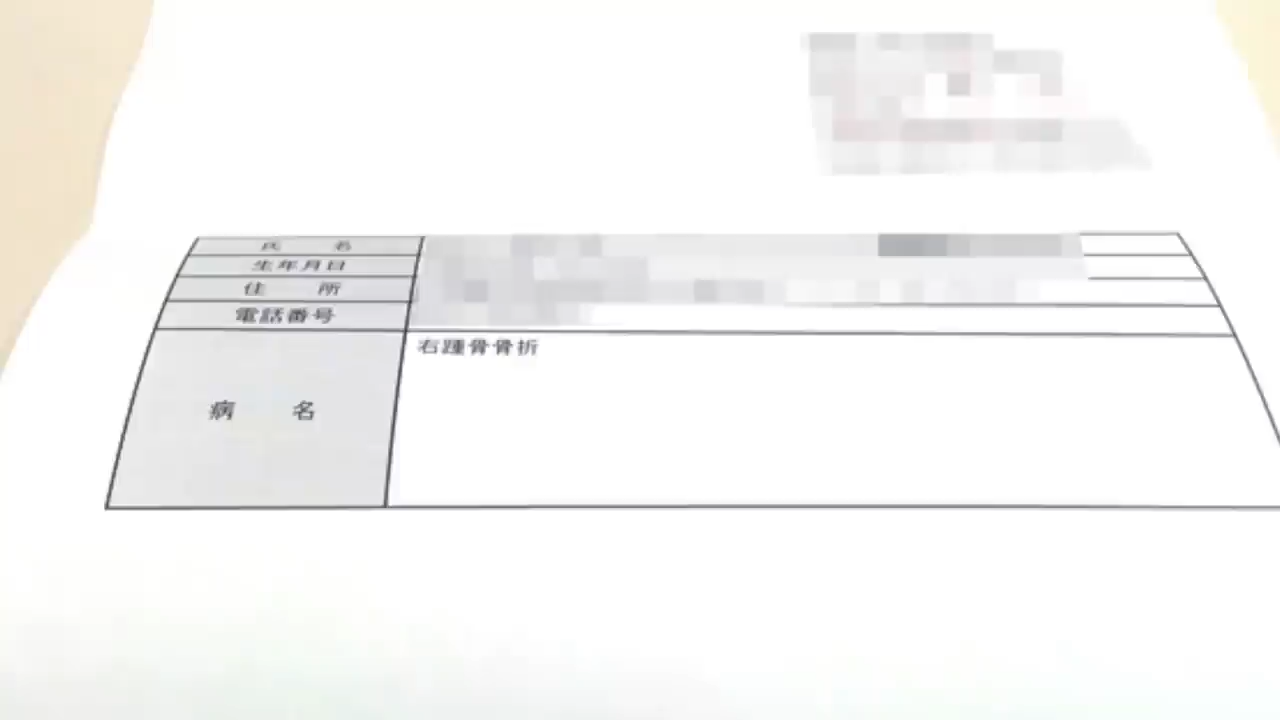 氏 名
生年月日
住 所
電話番号
病 名
右踵骨骨折